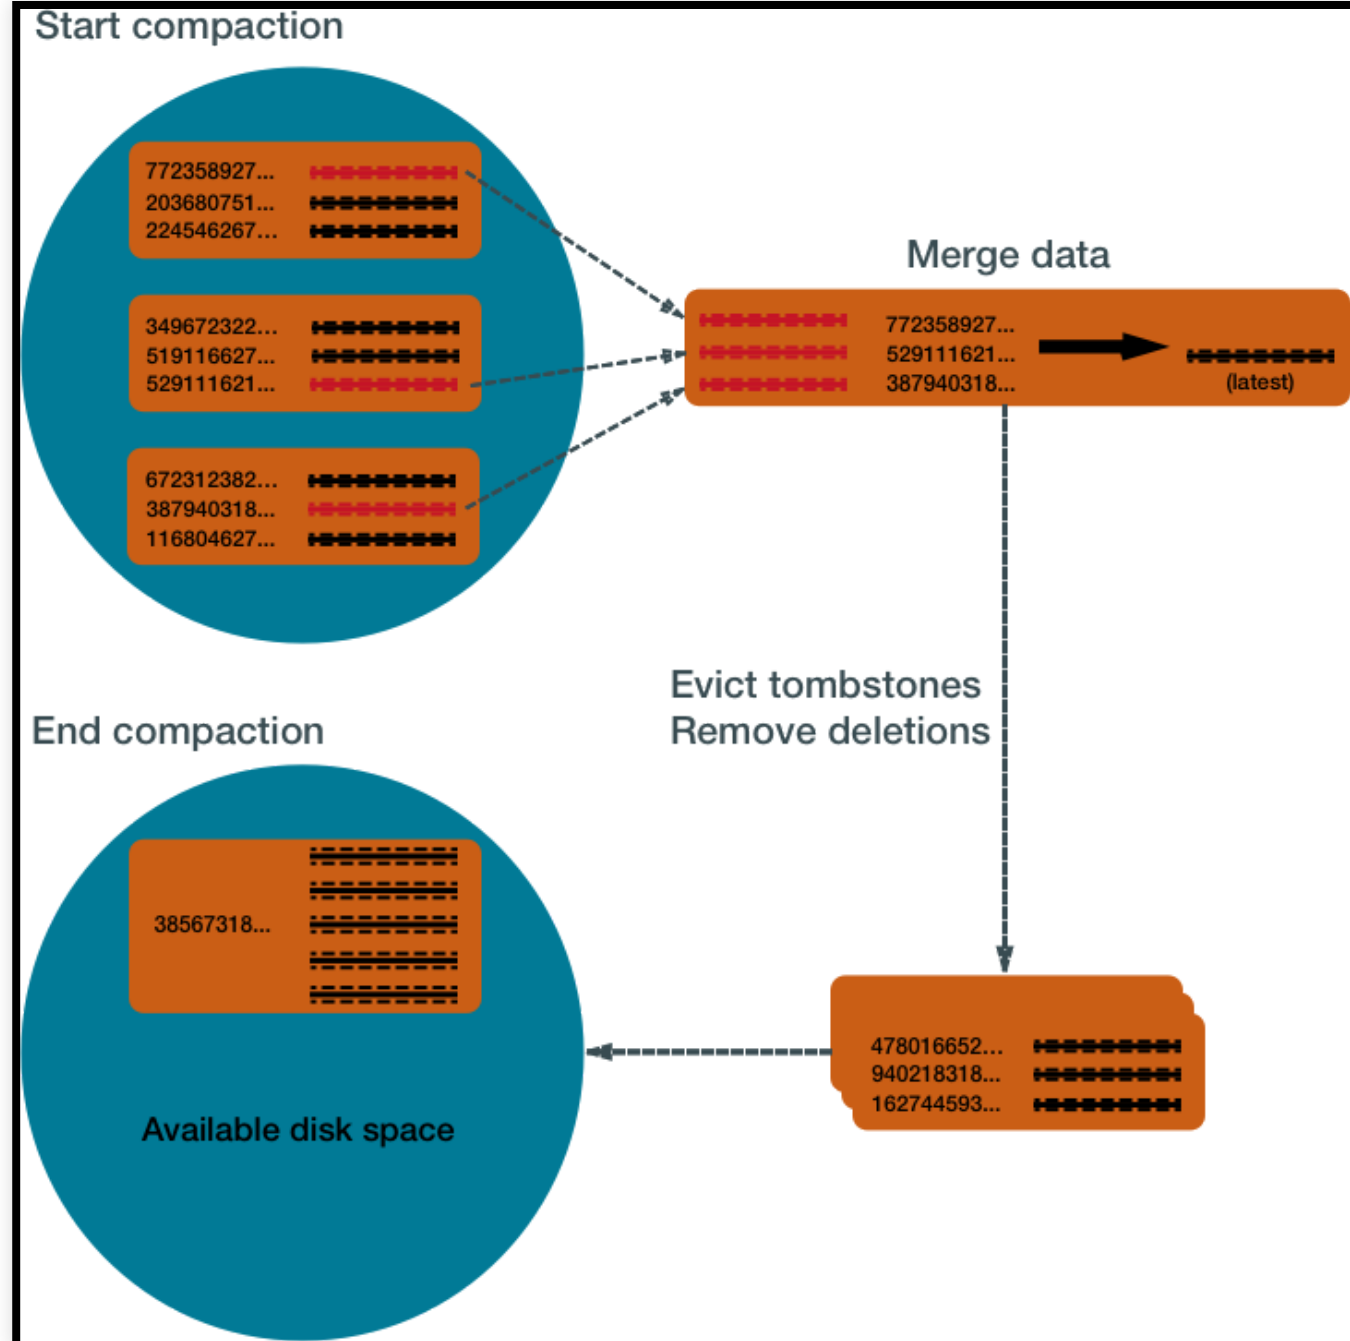 Start compaction
772358927...
203680751...
224546267...
349672322...
519116627...
529111621...
672312382...
387940318...
116804627...
Merge data
772358927...
529111621...
387940318...
(latest)
Evict tombstones
Remove deletions
End compaction
38567318...
Available disk space
478016652...
940218318...
162744593...